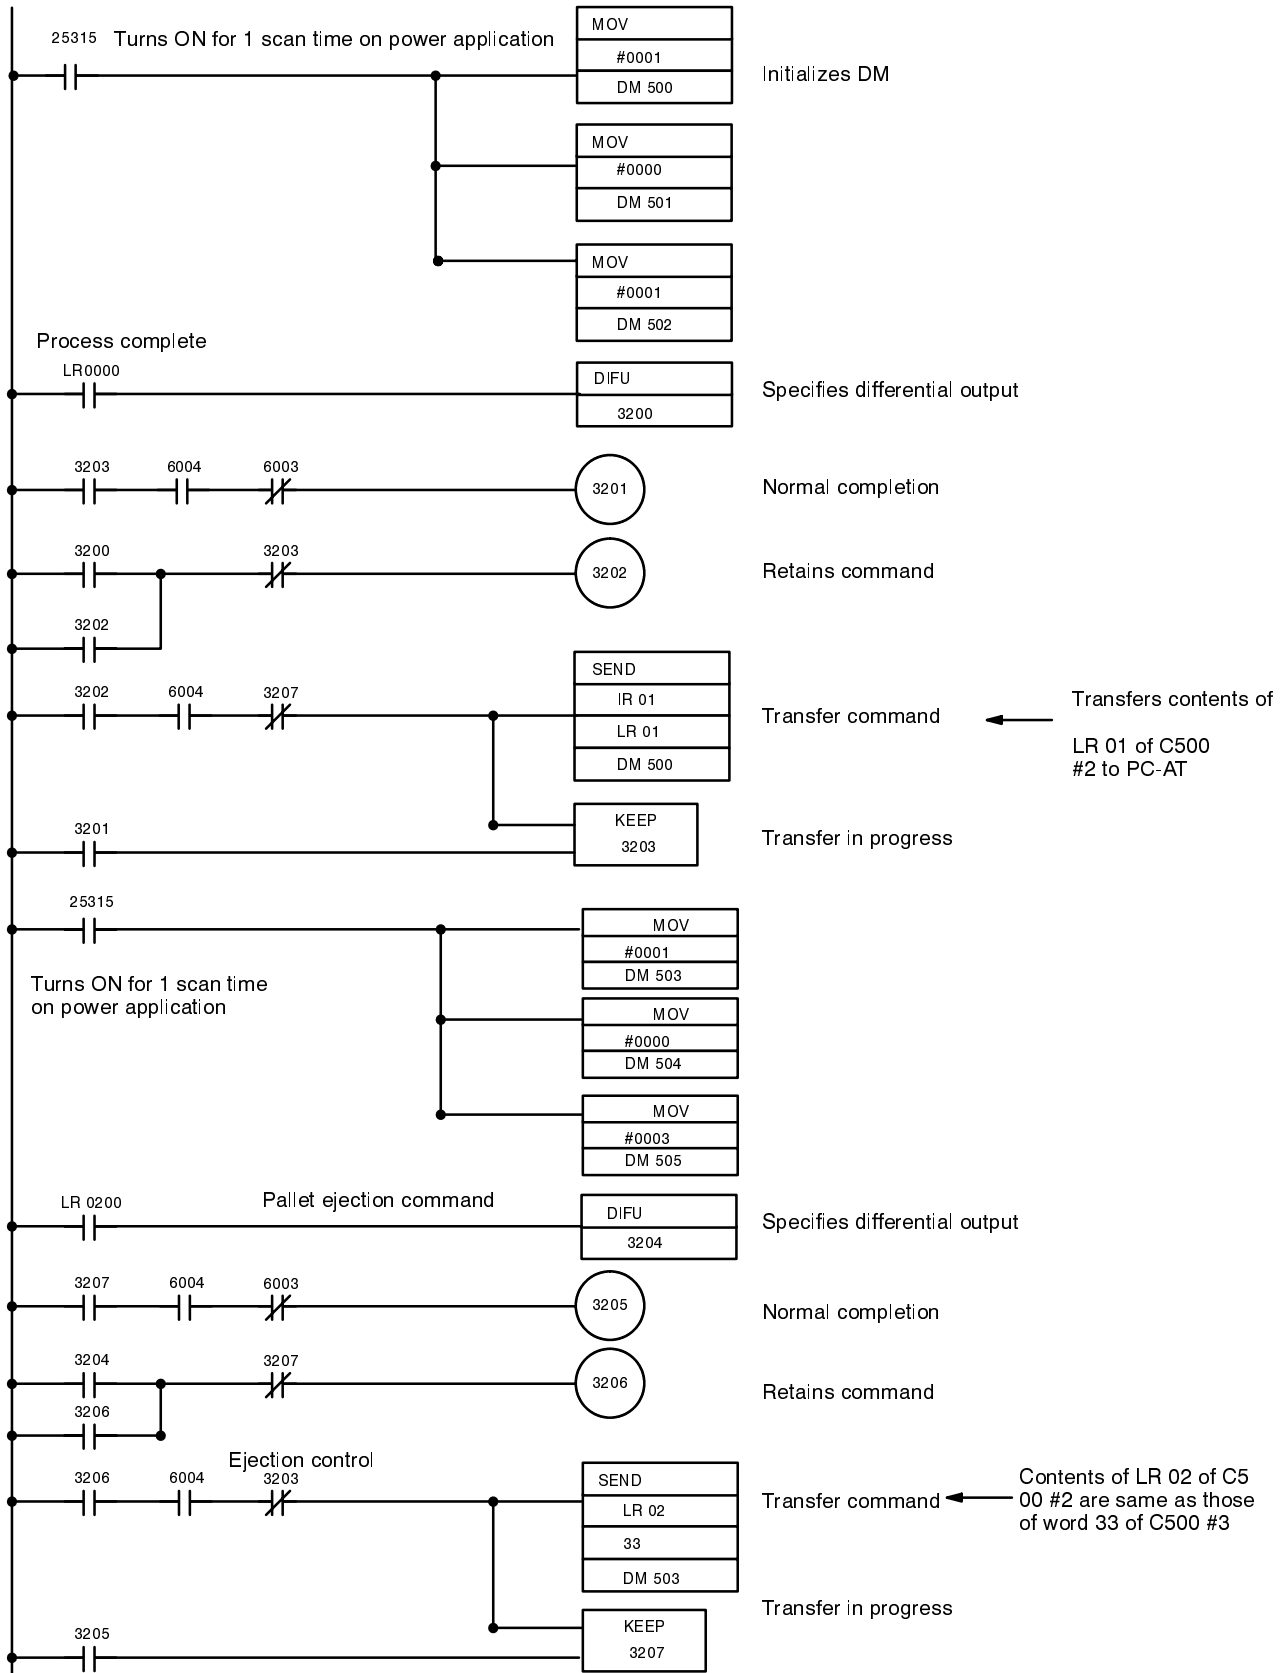 25315 Turns ON for 1 scan time on power application
MOV
#0001
DM 500
Initializes DM
MOV
#0000
DM 501
MOV
#0001
DM 502
Process complete
LR0000
DIFU
3200
Specifies differential output
3203 6004 6003
3201
Normal completion
3200 3203
3202
Retains command
3202
3202 6004 3207
SEND
IR 01
LR 01
DM 500
Transfer command
Transfers contents of
LR 01 of C500
#2 to PC-AT
3201
KEEP
3203
Transfer in progress
25315
Turns ON for 1 scan time
on power application
MOV
#0001
DM 503
MOV
#0000
DM 504
MOV
#0003
DM 505
LR 0200
Pallet ejection command
DIFU
3204
Specifies differential output
3207 6004 6003
3205
Normal completion
3204 3207
3206
Retains command
3206
Ejection control
3206 6004 3203
SEND
LR 02
33
DM 503
Transfer command
Contents of LR 02 of C5
00 #2 are same as those
of word 33 of C500 #3
Transfer in progress
3205
KEEP
3207